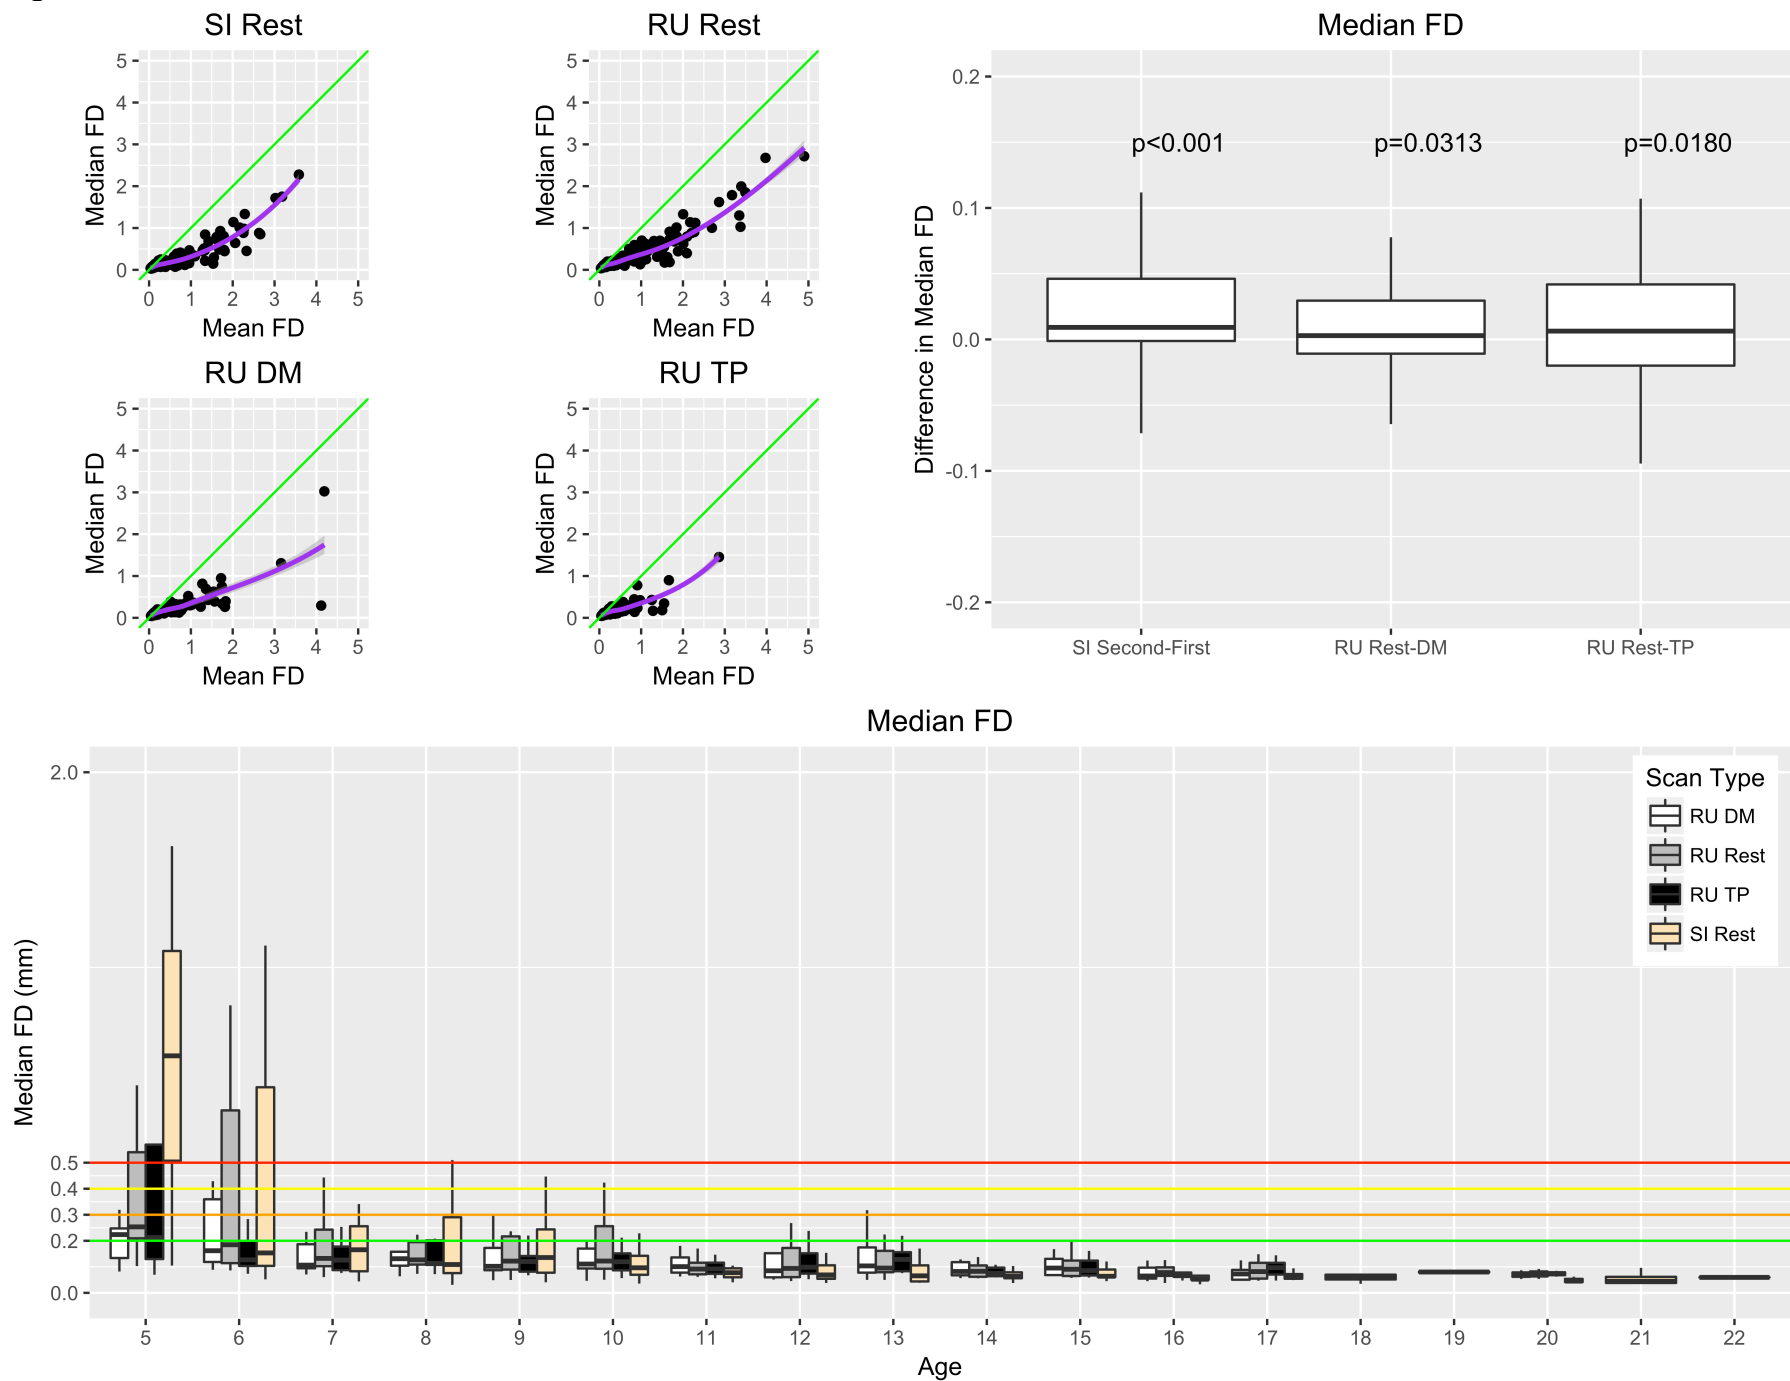 SI Rest
RU Rest
Median FD
5
4
3
2
1
0
Median FD
0 1 2 3 4 5
Mean FD
5
4
3
2
1
0
Median FD
0 1 2 3 4 5
Mean FD
RU DM
RU TP
5
4
3
2
1
0
Median FD
0 1 2 3 4 5
Mean FD
5
4
3
2
1
0
Median FD
0 1 2 3 4 5
Mean FD
0.2
0.1
0.0
-0.1
-0.2
Difference in Median FD
p<0.001 p=0.0313 p=0.0180
SI Second-First RU Rest-DM RU Rest-TP
Median FD
2.0
0.5
0.4
0.3
0.2
0.0
Median FD (mm)
Scan Type
RU DM
RU Rest
RU TP
SI Rest
5 6 7 8 9 10 11 12 13 14 15 16 17 18 19 20 21 22
Age